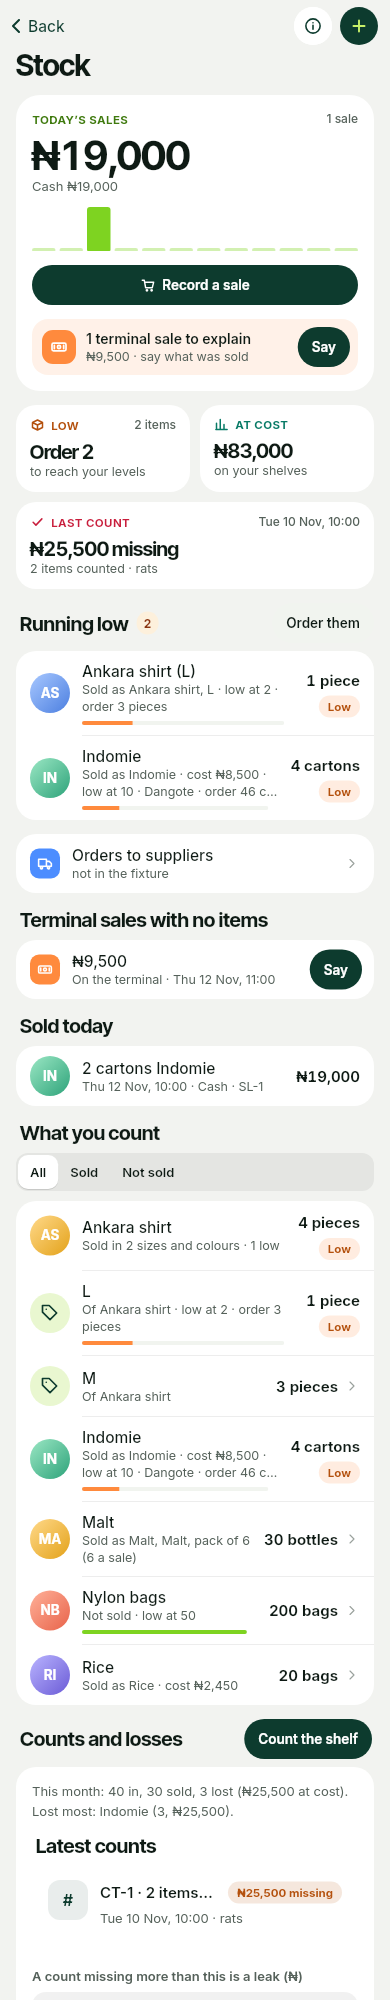 Back
Stock
TODAY'S SALES
1 sale
₦19,000
Cash ₦19,000
Record a sale
1 terminal sale to explain
₦9,500 · say what was sold
Say
LOW
2 items
Order 2
to reach your levels
AT COST
₦83,000
on your shelves
LAST COUNT
Tue 10 Nov, 10:00
₦25,500 missing
2 items counted · rats
Running low 2
Order them
AS
Ankara shirt (L)
Sold as Ankara shirt, L · low at 2 ·
order 3 pieces
1 piece
Low
IN
Indomie
Sold as Indomie · cost ₦8,500 ·
low at 10 · Dangote · order 46 c...
4 cartons
Low
Orders to suppliers
not in the fixture
Terminal sales with no items
₦9,500
On the terminal · Thu 12 Nov, 11:00
Say
Sold today
IN
2 cartons Indomie
Thu 12 Nov, 10:00 · Cash · SL-1
₦19,000
What you count
All Sold Not sold
AS
Ankara shirt
Sold in 2 sizes and colours · 1 low
4 pieces
Low
L
Of Ankara shirt · low at 2 · order 3
pieces
1 piece
Low
M
Of Ankara shirt
3 pieces
IN
Indomie
Sold as Indomie · cost ₦8,500 ·
low at 10 · Dangote · order 46 c...
4 cartons
Low
MA
Malt
Sold as Malt, Malt, pack of 6
(6 a sale)
30 bottles
NB
Nylon bags
Not sold · low at 50
200 bags
RI
Rice
Sold as Rice · cost ₦2,450
20 bags
Counts and losses
Count the shelf
This month: 40 in, 30 sold, 3 lost (₦25,500 at cost).
Lost most: Indomie (3, ₦25,500).
Latest counts
#
CT-1 · 2 items...
₦25,500 missing
Tue 10 Nov, 10:00 · rats
A count missing more than this is a leak (₦)